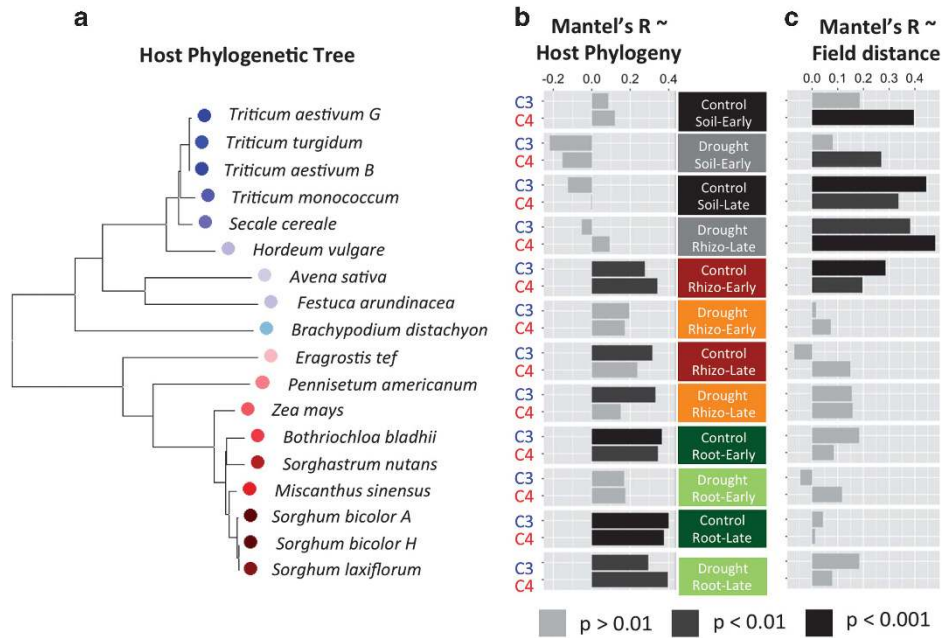 a
b
c
Host Phylogenetic Tree
Mantel's R ~
Host Phylogeny
Mantel's R ~
Field distance
-0.2 0.0 0.2 0.4
0.0 0.1 0.2 0.3 0.4
Triticum aestivum G
Triticum turgidum
Triticum aestivum B
Triticum monococcum
Secale cereale
Hordeum vulgare
Avena sativa
Festuca arundinacea
Brachypodium distachyon
Eragrostis tef
Pennisetum americanum
Zea mays
Bothriochloa bladhii
Sorghastrum nutans
Miscanthus sinensus
Sorghum bicolor A
Sorghum bicolor H
Sorghum laxiflorum
C3
C4
Control
Soil-Early
C3
C4
Drought
Soil-Early
C3
C4
Control
Soil-Late
C3
C4
Drought
Rhizo-Late
C3
C4
Control
Rhizo-Early
C3
C4
Drought
Rhizo-Early
C3
C4
Control
Rhizo-Late
C3
C4
Drought
Rhizo-Late
C3
C4
Control
Root-Early
C3
C4
Drought
Root-Early
C3
C4
Control
Root-Late
C3
C4
Drought
Root-Late
p > 0.01
p < 0.01
p < 0.001